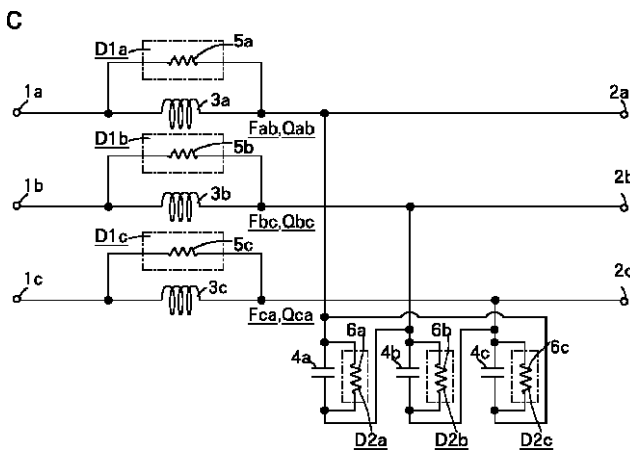 C
D1a
5a
1a
3a
2a
Fab,Qab
D1b
5b
1b
3b
2b
Fbc,Qbc
D1c
5c
1c
3c
2c
Fca,Qca
6a
6b
4a
4b
4c
6c
D2a
D2b
D2c